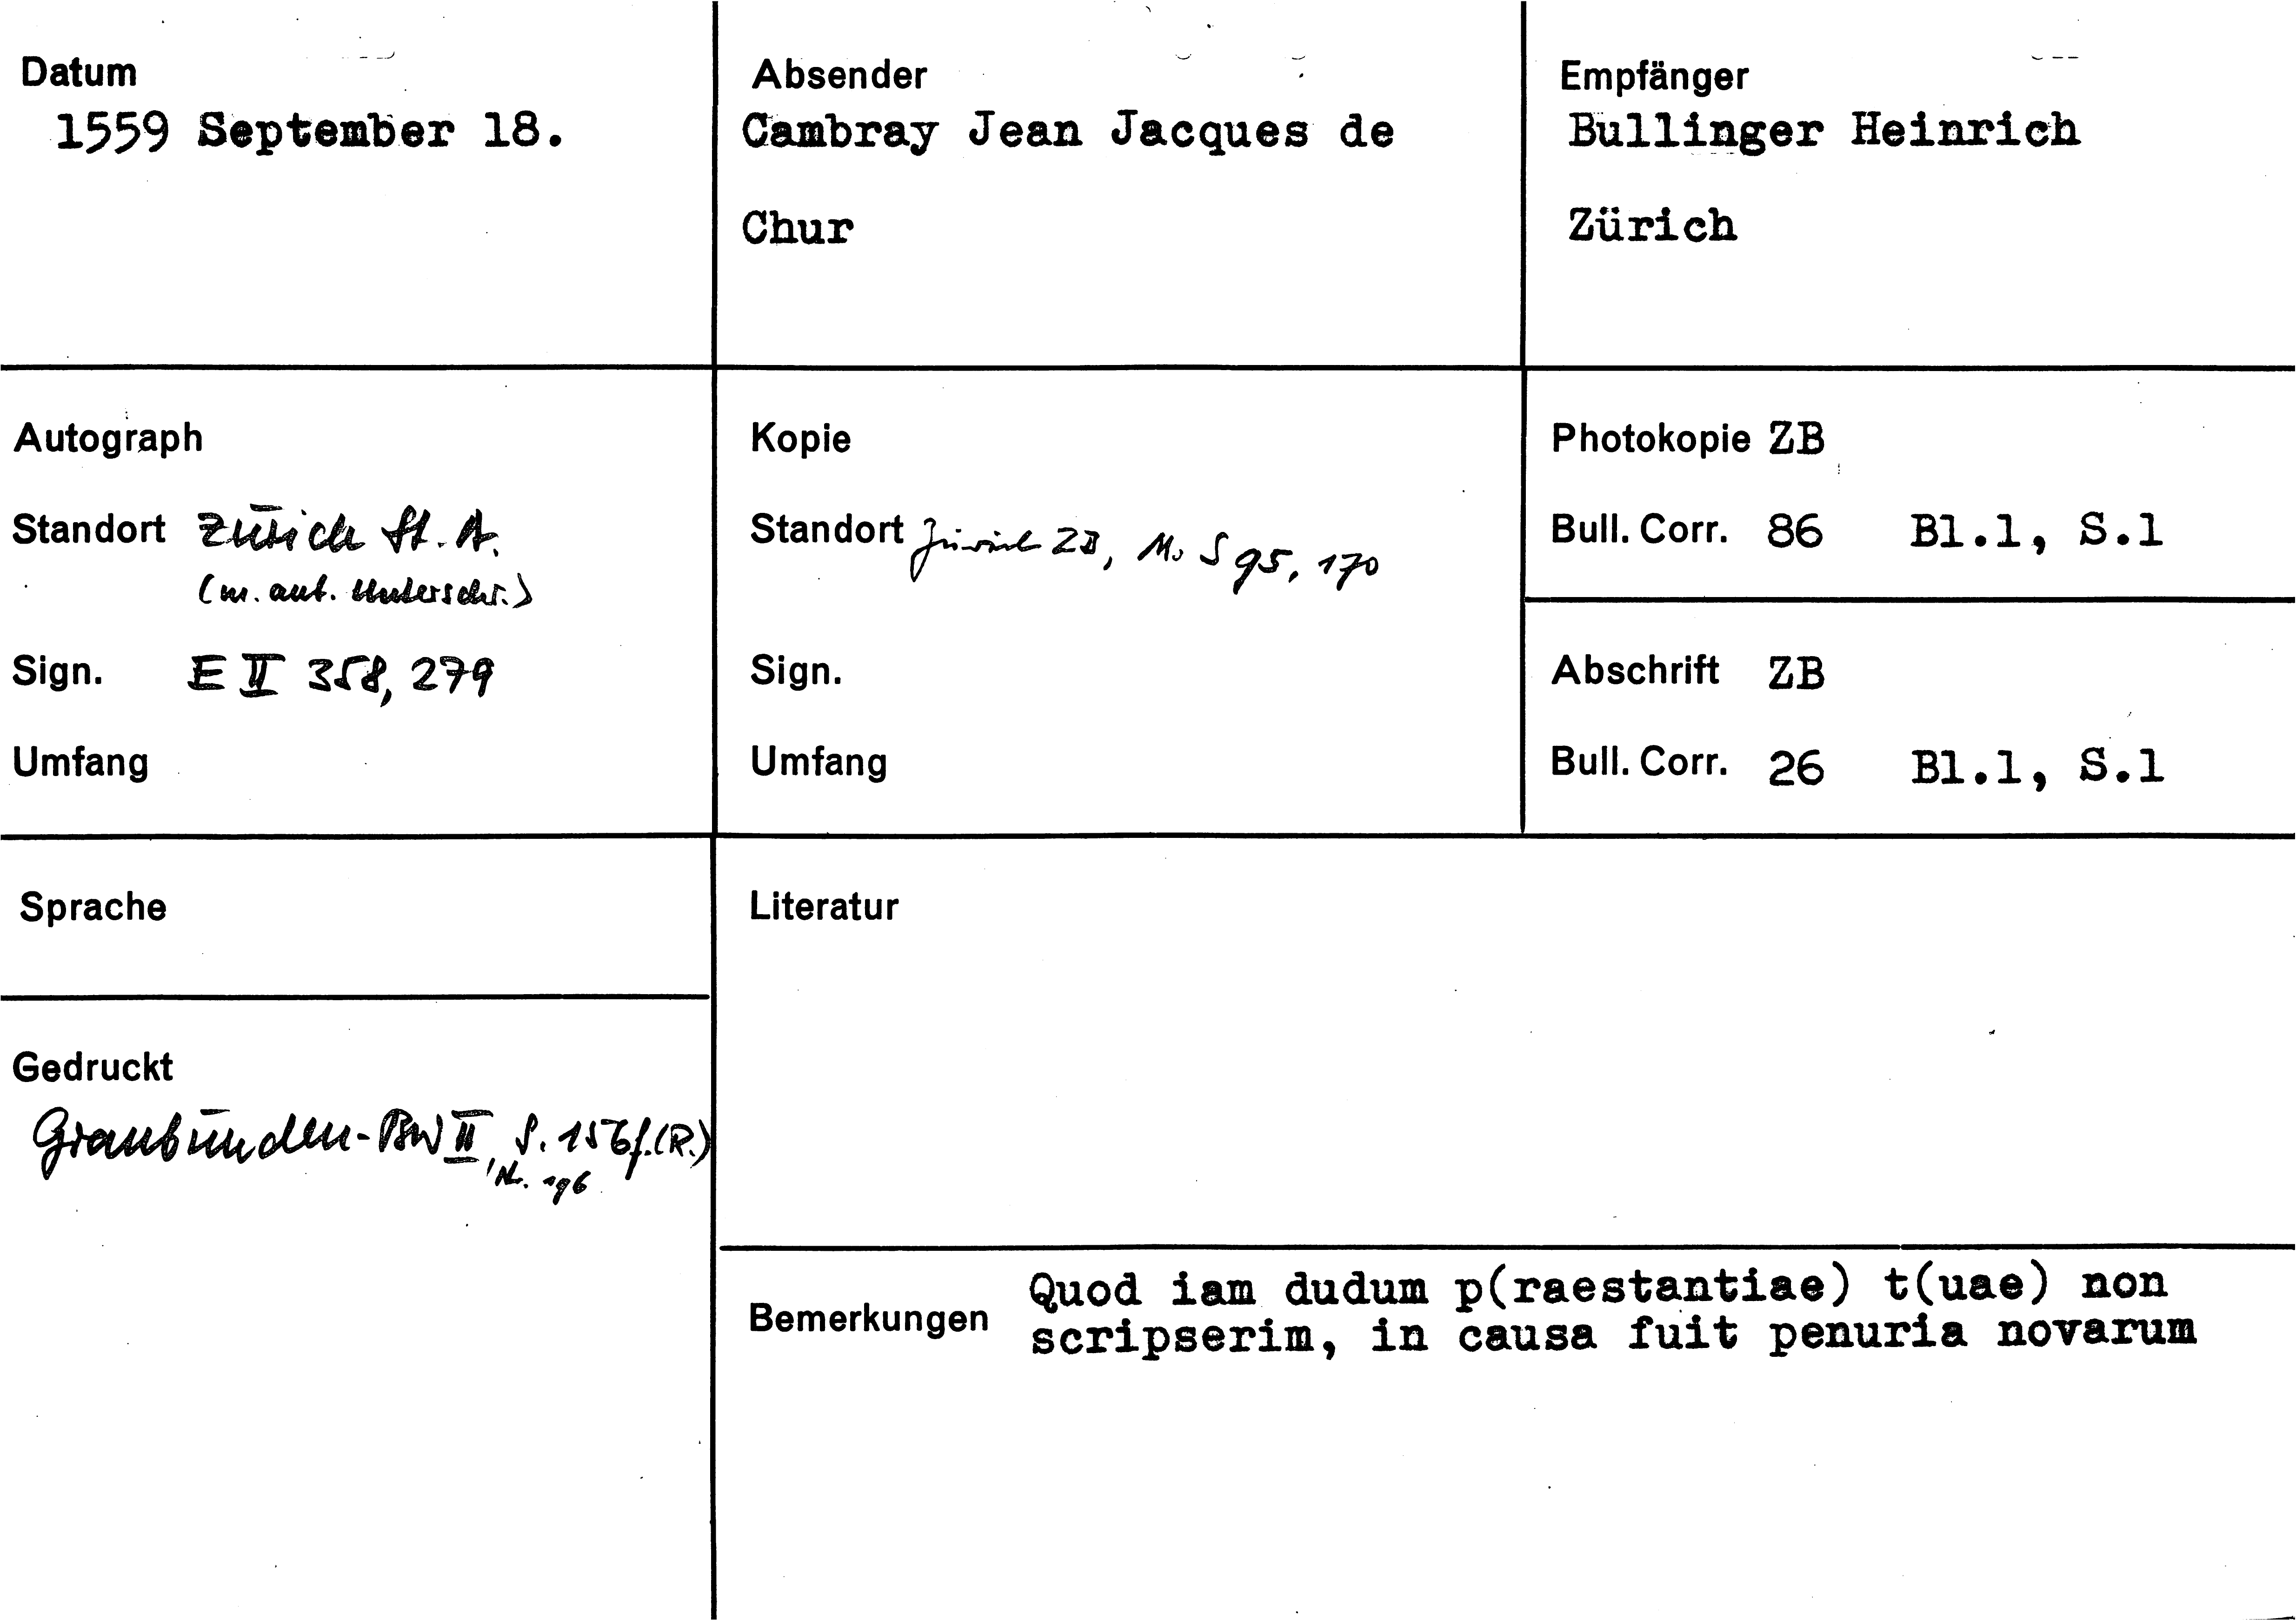 Datum
1559 September 18.
Absender
Cambray Jean Jacques de
Chur
Empfänger
Bullinger Heinrich
Zürich
Autograph
Standort Zürich St. A.
(m. aut. Unterschr.)
Sign. E II 358, 279
Umfang
Kopie
Standort Zürich ZB, Ms S 95, 170
Sign.
Umfang
Photokopie ZB
Bull. Corr. 86 Bl.1, S.1
Abschrift ZB
Bull. Corr. 26 Bl.1, S.1
Sprache
Gedruckt
Graubünden-BW II, S. 156f.(R.)
Nr. 196
Literatur
Bemerkungen
Quod iam dudum p(raestantiae) t(uae) non
scripserim, in causa fuit penuria novarum